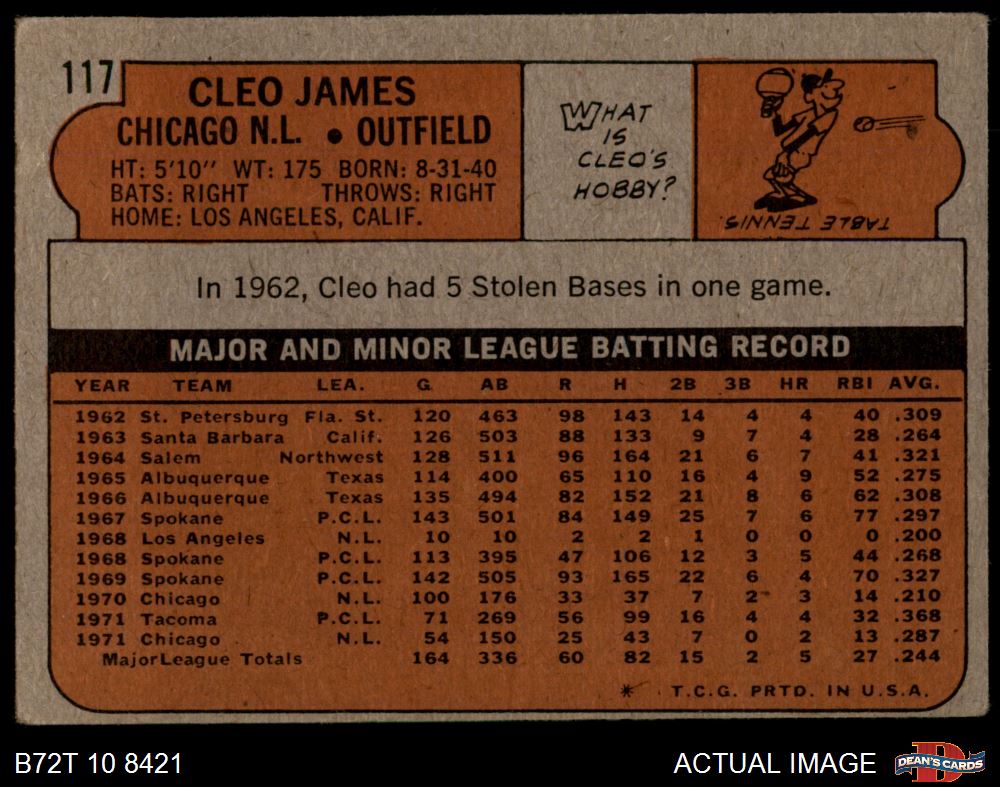 117
CLEO JAMES
CHICAGO N.L. • OUTFIELD
HT: 5'10" WT: 175 BORN: 8-31-40
BATS: RIGHT THROWS: RIGHT
HOME: LOS ANGELES, CALIF.
WHAT
IS
CLEO'S
HOBBY?
TABLE TENNIS.
In 1962, Cleo had 5 Stolen Bases in one game.
MAJOR AND MINOR LEAGUE BATTING RECORD
YEAR TEAM LEA. G. AB R H 2B 3B HR RBI AVG.
1962 St. Petersburg Fla. St. 120 463 98 143 14 4 4 40 .309
1963 Santa Barbara Calif. 126 503 88 133 9 7 4 28 .264
1964 Salem Northwest 128 511 96 164 21 6 7 41 .321
1965 Albuquerque Texas 114 400 65 110 16 4 9 52 .275
1966 Albuquerque Texas 135 494 82 152 21 8 6 62 .308
1967 Spokane P.C.L. 143 501 84 149 25 7 6 77 .297
1968 Los Angeles N.L. 10 10 2 2 1 0 0 0 .200
1968 Spokane P.C.L. 113 395 47 106 12 3 5 44 .268
1969 Spokane P.C.L. 142 505 93 165 22 6 4 70 .327
1970 Chicago N.L. 100 176 33 37 7 2 3 14 .210
1971 Tacoma P.C.L. 71 269 56 99 16 4 4 32 .368
1971 Chicago N.L. 54 150 25 43 7 0 2 13 .287
Major League Totals 164 336 60 82 15 2 5 27 .244
* T.C.G. PRTD. IN U.S.A.
B72T 10 8421
ACTUAL IMAGE
D
DEAN'S CARDS